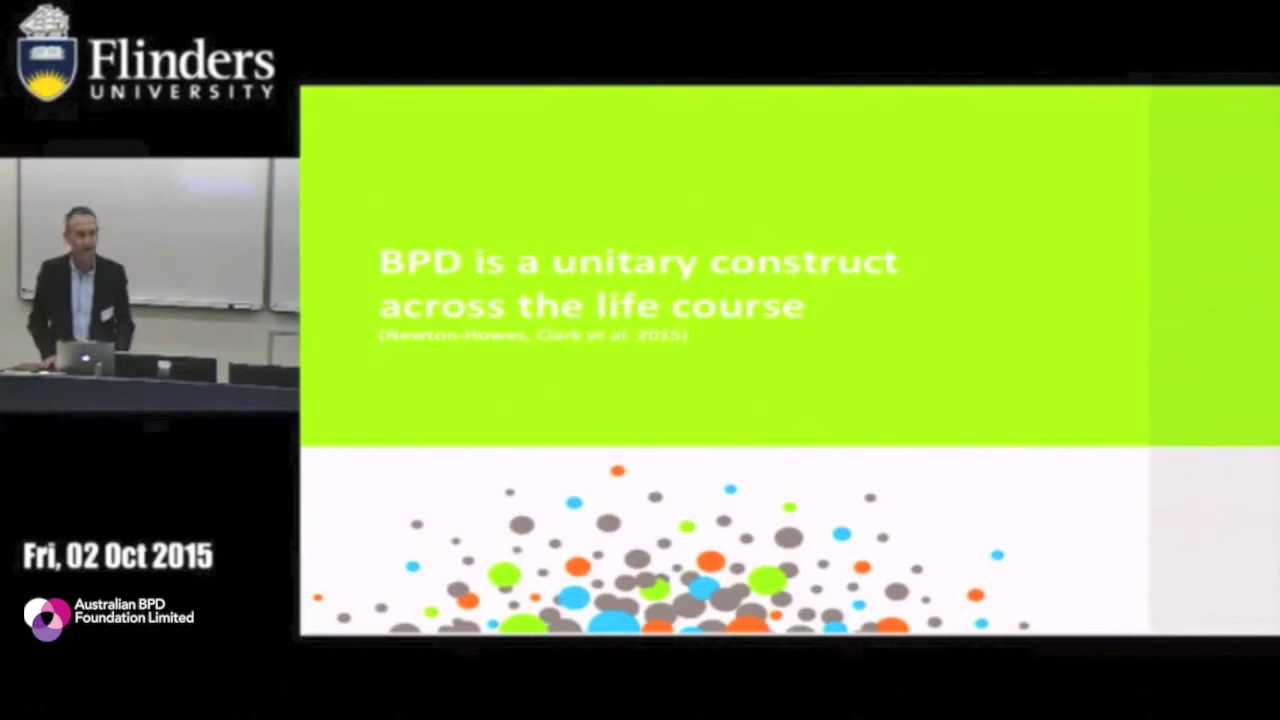 Flinders
UNIVERSITY
BPD is a unitary construct
across the life course
(Newton-Howes, Clark et al. 2015)
Fri, 02 Oct 2015
Australian BPD
Foundation Limited